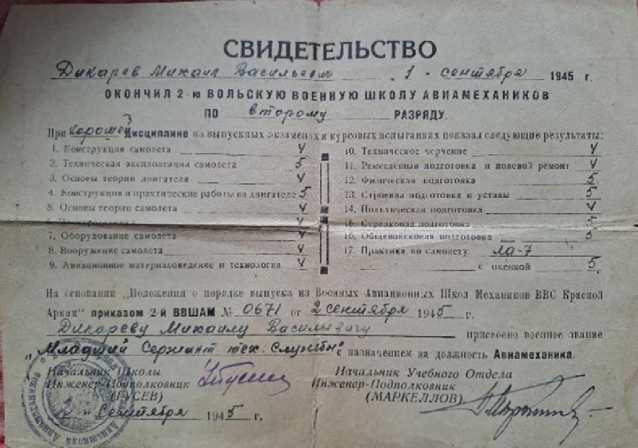 СВИДЕТЕЛЬСТВО
Дикарев Михаил Васильевич 1 - сентября 1945 г.
ОКОНЧИЛ 2-ю ВОЛЬСКУЮ ВОЕННУЮ ШКОЛУ АВИАМЕХАНИКОВ
ПО второму РАЗРЯДУ.
При хорошей дисциплине на выпускных экзаменах и курсовых испытаниях показал следующие результаты:
1. Конструкция самолета 4
2. Техническая эксплоатация самолета 5
3. Основы теории двигателя 4
4. Конструкция и практические работы на двигателе 5
5. Основы теории самолета 4
7. Оборудование самолета 4
8. Вооружение самолета 4
9. Авиационные материаловедение и технология 4
10. Техническое черчение 4
11. Ремесленная подготовка и полевой ремонт 4
12. Физическая подготовка 5
13. Строевая подготовка и уставы 5
14. Политическая подготовка 4
15. Стрелковая подготовка 5
16. Общевойсковая подготовка 5
17. Практика по самолету Ла-7
с оценкой 5
На основании „Положения о порядке выпуска из Военных Авиационных Школ Механиков ВВС Красной
Армии" приказом 2-й ВВШАМ № 0671 от 2 сентября 1945 г.
Дикареву Михаилу Васильевичу присвоено военное звание
„Младший Сержант тех. Службы" с назначением на должность Авиамеханика.
Начальник Школы
Инженер-Подполковник
(ГУСЕВ)
Начальник Учебного Отдела
Инженер-Подполковник
(МАРКЕЛЛОВ)
сентября 1945 г.